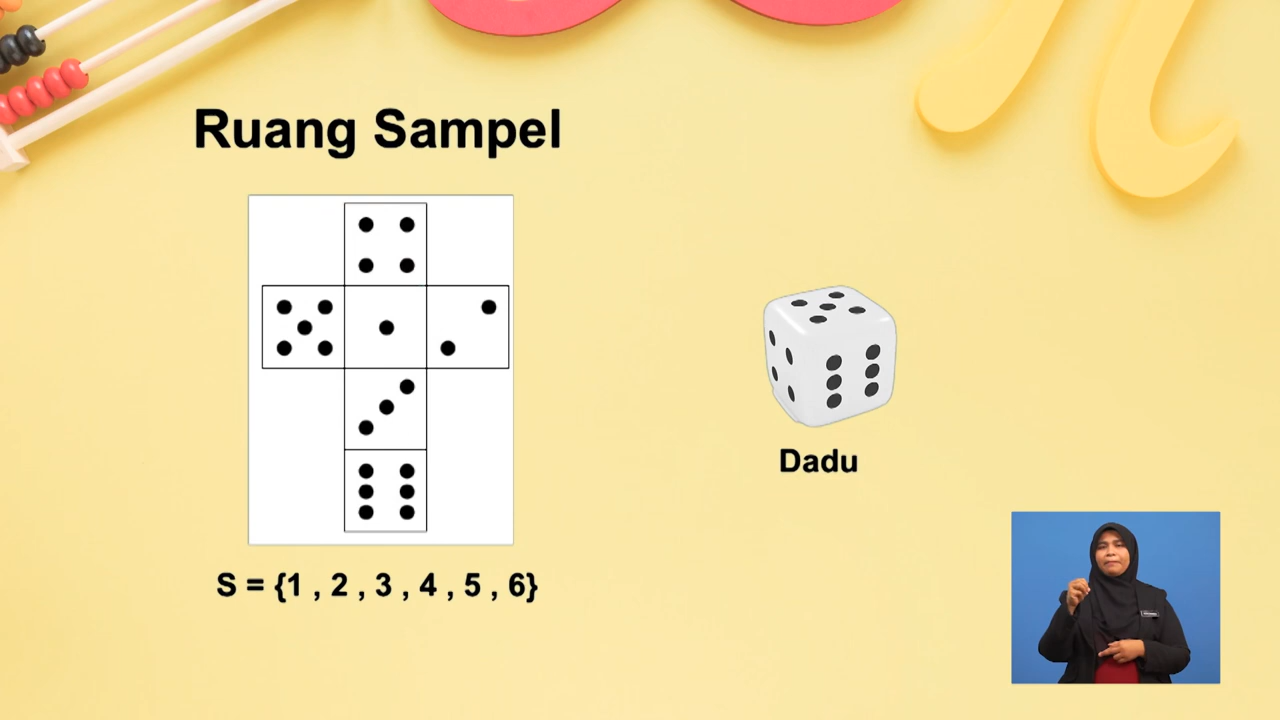 Ruang Sampel
S = {1 , 2 , 3 , 4 , 5 , 6}
Dadu